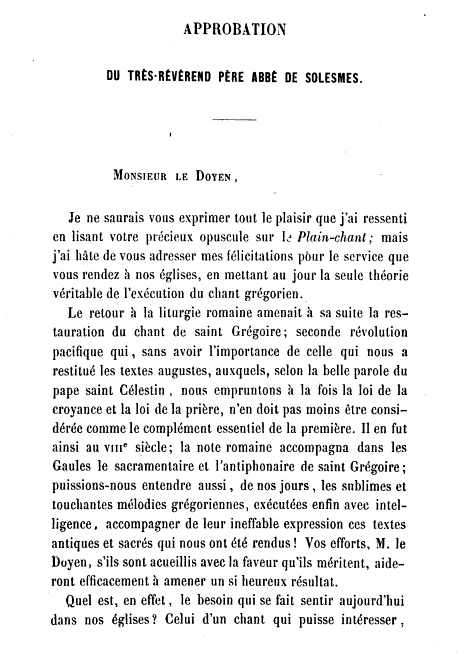 APPROBATION
DU TRÈS-RÉVÉREND PÈRE ABBÉ DE SOLESMES.
MONSIEUR LE DOYEN,
Je ne saurais vous exprimer tout le plaisir que j'ai ressenti
en lisant votre précieux opuscule sur le Plain-chant; mais
j'ai hâte de vous adresser mes félicitations pour le service que
vous rendez à nos églises, en mettant au jour la seule théorie
véritable de l'exécution du chant grégorien.
Le retour à la liturgie romaine amenait à sa suite la res-
tauration du chant de saint Grégoire; seconde révolution
pacifique qui, sans avoir l'importance de celle qui nous a
restitué les textes augustes, auxquels, selon la belle parole du
pape saint Célestin, nous empruntons à la fois la loi de la
croyance et la loi de la prière, n'en doit pas moins être consi-
dérée comme le complément essentiel de la première. Il en fut
ainsi au VIIIe siècle; la note romaine accompagna dans les
Gaules le sacramentaire et l'antiphonaire de saint Grégoire;
puissions-nous entendre aussi, de nos jours, les snblimes et
touchantes mélodies grégoriennes, exécutées enfin avec intel-
ligence, accompagner de leur ineffable expression ces textes
antiques et sacrés qui nous ont été rendus! Vos efforts, M. le
Doyen, s'ils sont acueillis avec la faveur qu'ils méritent, aide-
ront efficacement à amener un si heureux résultat.
Quel est, en effet, le besoin qui se fait sentir aujourd'hui
dans nos églises? Celui d'un chant qui puisse intéresser,